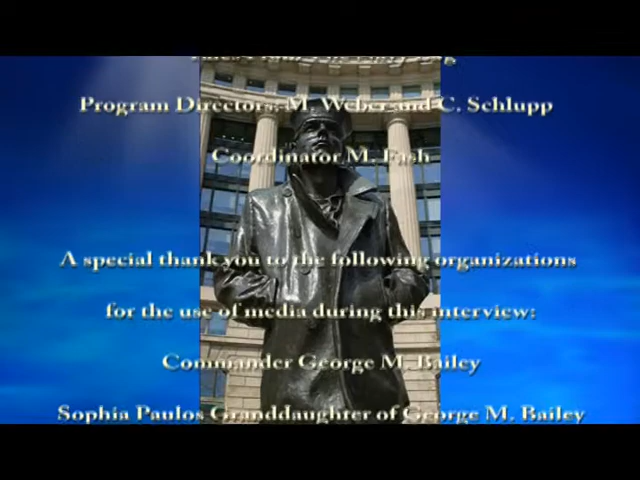 Program Directors: M. Weber and C. Schlupp
Coordinator M. Fash
A special thank you to the following organizations
for the use of media during this interview:
Commander George M. Bailey
Sophia Paulos Granddaughter of George M. Bailey